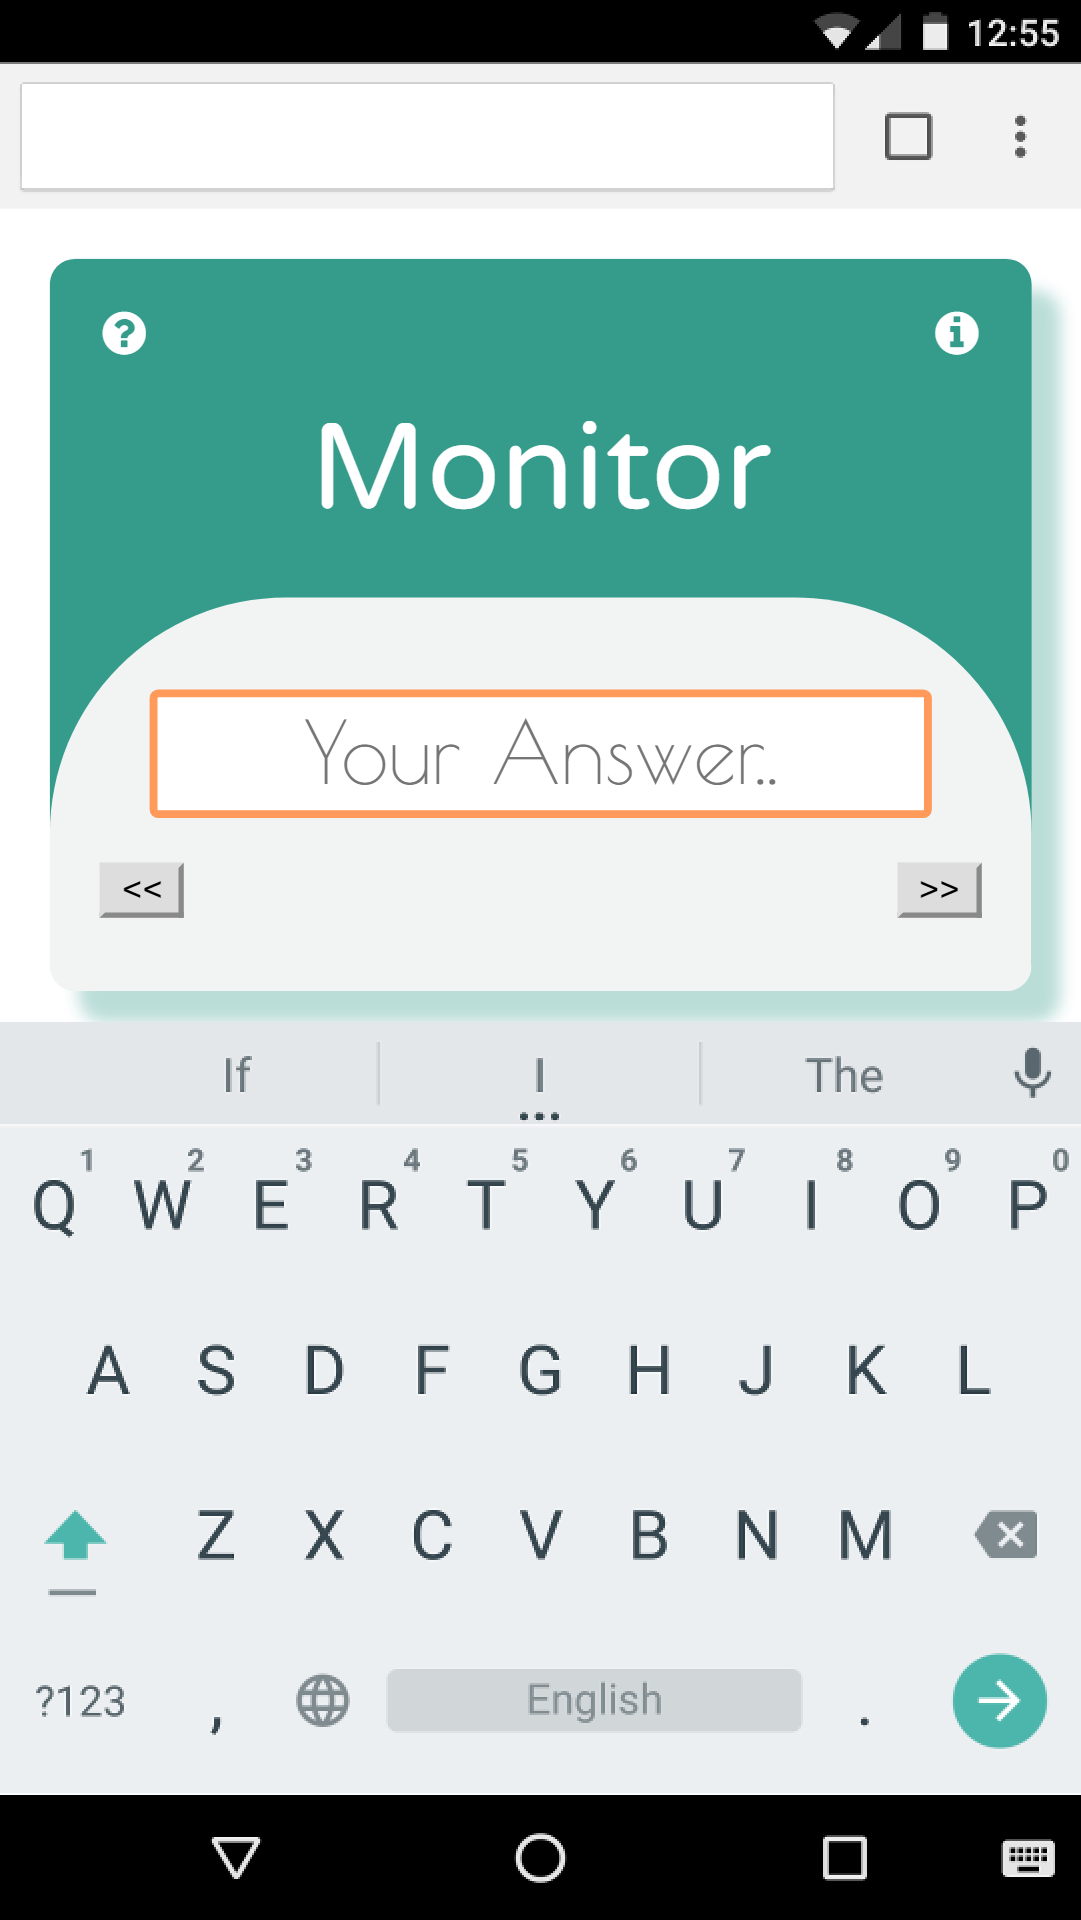 12:55
?
i
Monitor
Your Answer..
<< >>
If I The
...
1 2 3 4 5 6 7 8 9 0
Q W E R T Y U I O P
A S D F G H J K L
Z X C V B N M
?123 , English .